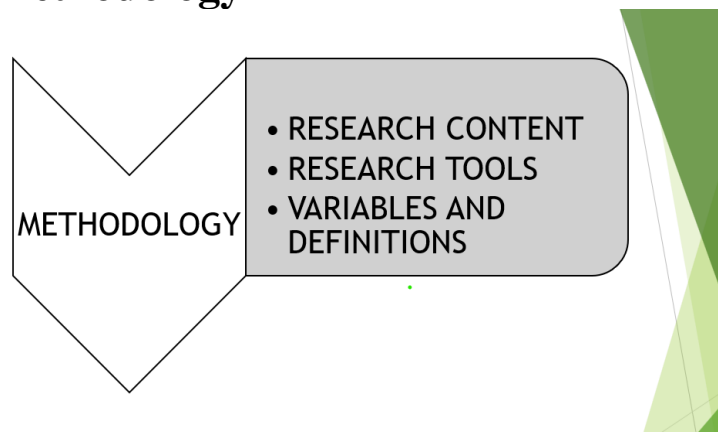 METHODOLOGY
• RESEARCH CONTENT
• RESEARCH TOOLS
• VARIABLES AND
DEFINITIONS